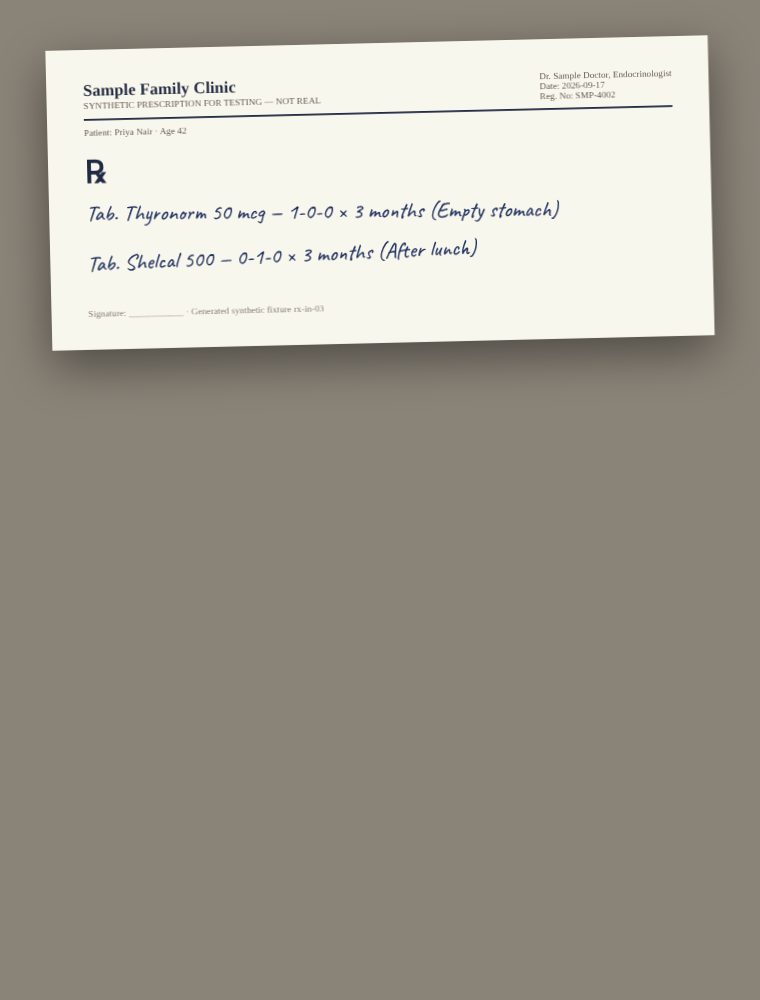 Sample Family Clinic
SYNTHETIC PRESCRIPTION FOR TESTING — NOT REAL
Dr. Sample Doctor, Endocrinologist
Date: 2026-09-17
Reg. No: SMP-4002
Patient: Priya Nair · Age 42
℞
Tab. Thyronorm 50 mcg — 1-0-0 × 3 months (Empty stomach)
Tab. Shelcal 500 — 0-1-0 × 3 months (After lunch)
Signature: ____________ · Generated synthetic fixture rx-in-03